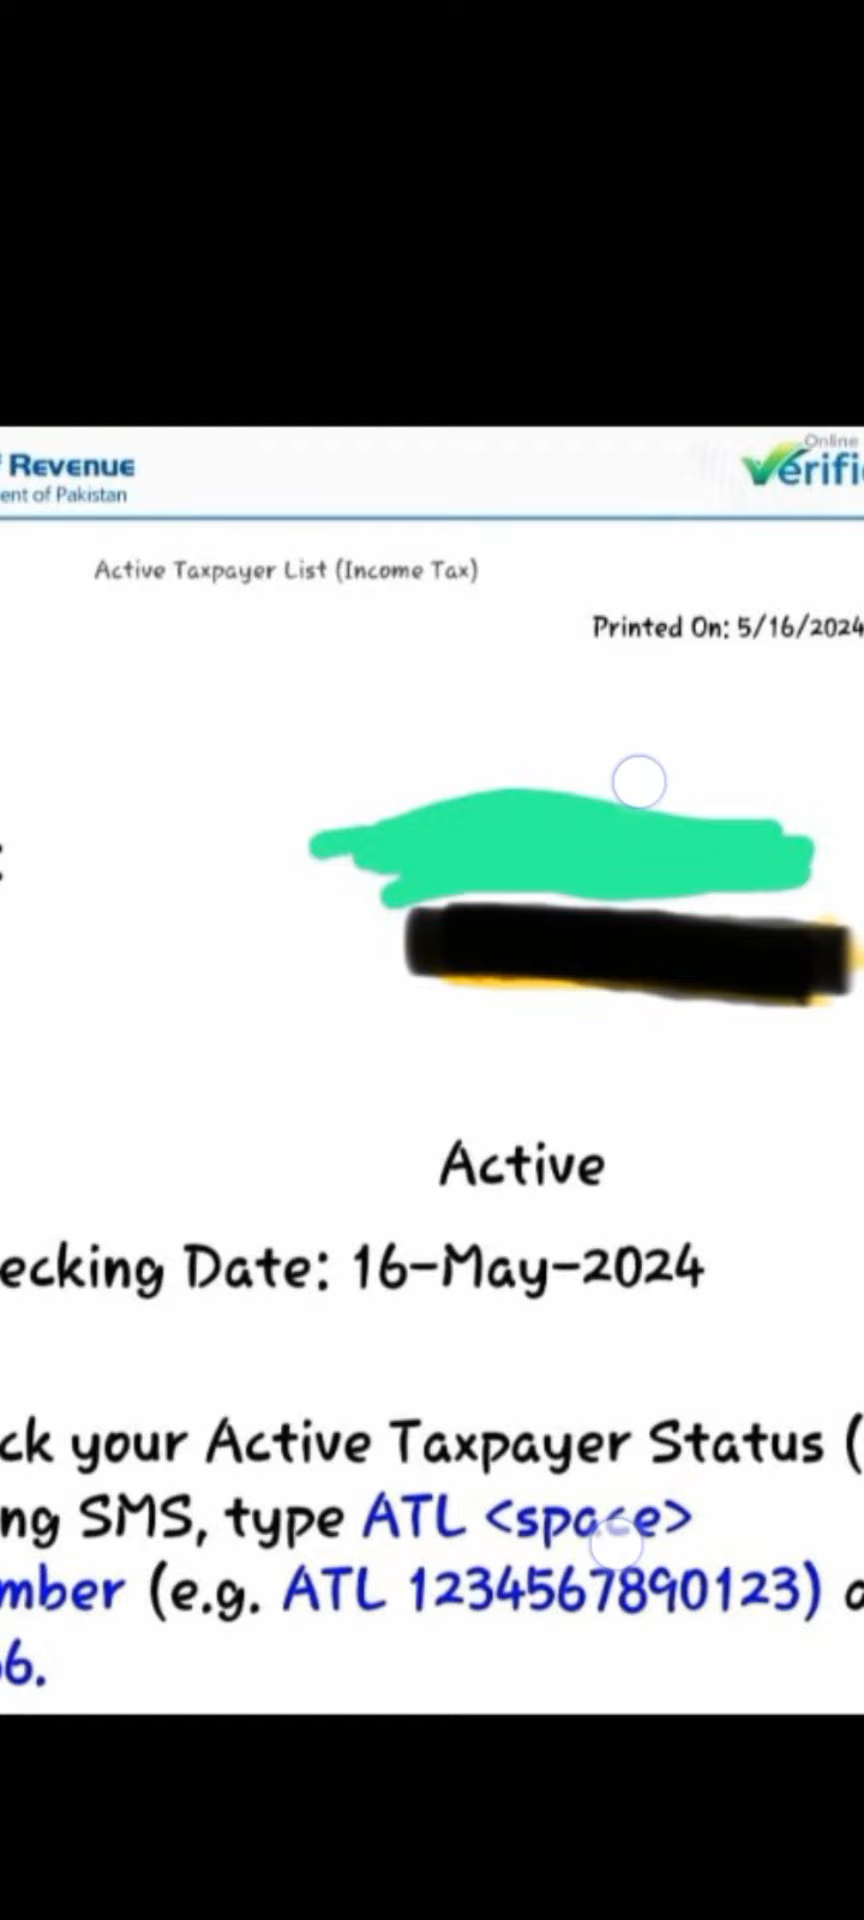 Revenue
Online
Verifi
ent of Pakistan
Active Taxpayer List (Income Tax)
Printed On: 5/16/2024
:
Active
ecking Date: 16-May-2024
ck your Active Taxpayer Status (
ng SMS, type ATL <space>
mber (e.g. ATL 1234567890123)
6.